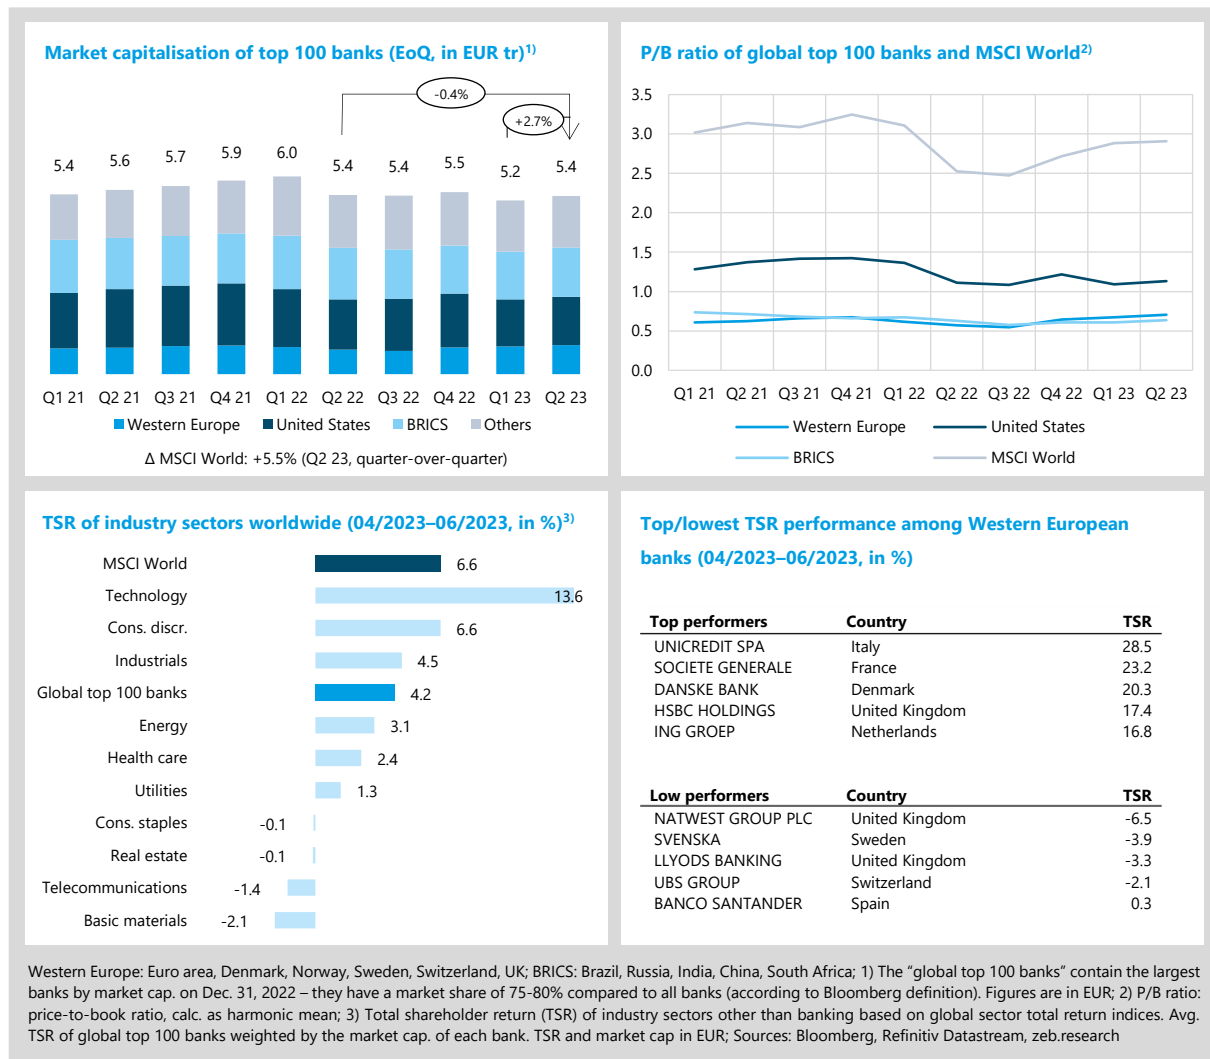 Market capitalisation of top 100 banks (EoQ, in EUR tr)1)
-0.4%
+2.7%
5.4 5.6 5.7 5.9 6.0 5.4 5.4 5.5 5.2 5.4
Q1 21 Q2 21 Q3 21 Q4 21 Q1 22 Q2 22 Q3 22 Q4 22 Q1 23 Q2 23
Western Europe United States BRICS Others
Δ MSCI World: +5.5% (Q2 23, quarter-over-quarter)
P/B ratio of global top 100 banks and MSCI World2)
3.5
3.0
2.5
2.0
1.5
1.0
0.5
0.0
Q1 21 Q2 21 Q3 21 Q4 21 Q1 22 Q2 22 Q3 22 Q4 22 Q1 23 Q2 23
Western Europe United States
BRICS MSCI World
TSR of industry sectors worldwide (04/2023–06/2023, in %)3)
MSCI World 6.6
Technology 13.6
Cons. discr. 6.6
Industrials 4.5
Global top 100 banks 4.2
Energy 3.1
Health care 2.4
Utilities 1.3
Cons. staples -0.1
Real estate -0.1
Telecommunications -1.4
Basic materials -2.1
Top/lowest TSR performance among Western European
banks (04/2023–06/2023, in %)
Top performers Country TSR
UNICREDIT SPA Italy 28.5
SOCIETE GENERALE France 23.2
DANSKE BANK Denmark 20.3
HSBC HOLDINGS United Kingdom 17.4
ING GROEP Netherlands 16.8
Low performers Country TSR
NATWEST GROUP PLC United Kingdom -6.5
SVENSKA Sweden -3.9
LLYODS BANKING United Kingdom -3.3
UBS GROUP Switzerland -2.1
BANCO SANTANDER Spain 0.3
Western Europe: Euro area, Denmark, Norway, Sweden, Switzerland, UK; BRICS: Brazil, Russia, India, China, South Africa; 1) The “global top 100 banks” contain the largest
banks by market cap. on Dec. 31, 2022 – they have a market share of 75-80% compared to all banks (according to Bloomberg definition). Figures are in EUR; 2) P/B ratio:
price-to-book ratio, calc. as harmonic mean; 3) Total shareholder return (TSR) of industry sectors other than banking based on global sector total return indices. Avg.
TSR of global top 100 banks weighted by the market cap. of each bank. TSR and market cap in EUR; Sources: Bloomberg, Refinitiv Datastream, zeb.research